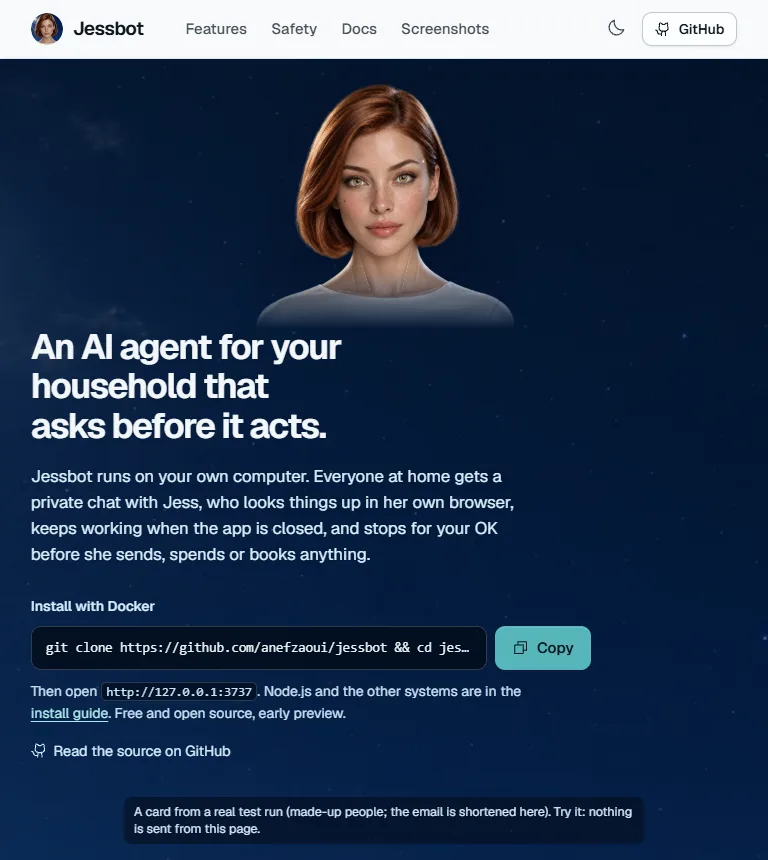 Jessbot
Features
Safety
Docs
Screenshots
GitHub
An AI agent for your
household that
asks before it acts.
Jessbot runs on your own computer. Everyone at home gets a
private chat with Jess, who looks things up in her own browser,
keeps working when the app is closed, and stops for your OK
before she sends, spends or books anything.
Install with Docker
git clone https://github.com/anefzaoui/jessbot && cd jes…
Copy
Then open http://127.0.0.1:3737. Node.js and the other systems are in the
install guide. Free and open source, early preview.
Read the source on GitHub
A card from a real test run (made-up people; the email is shortened here). Try it: nothing
is sent from this page.